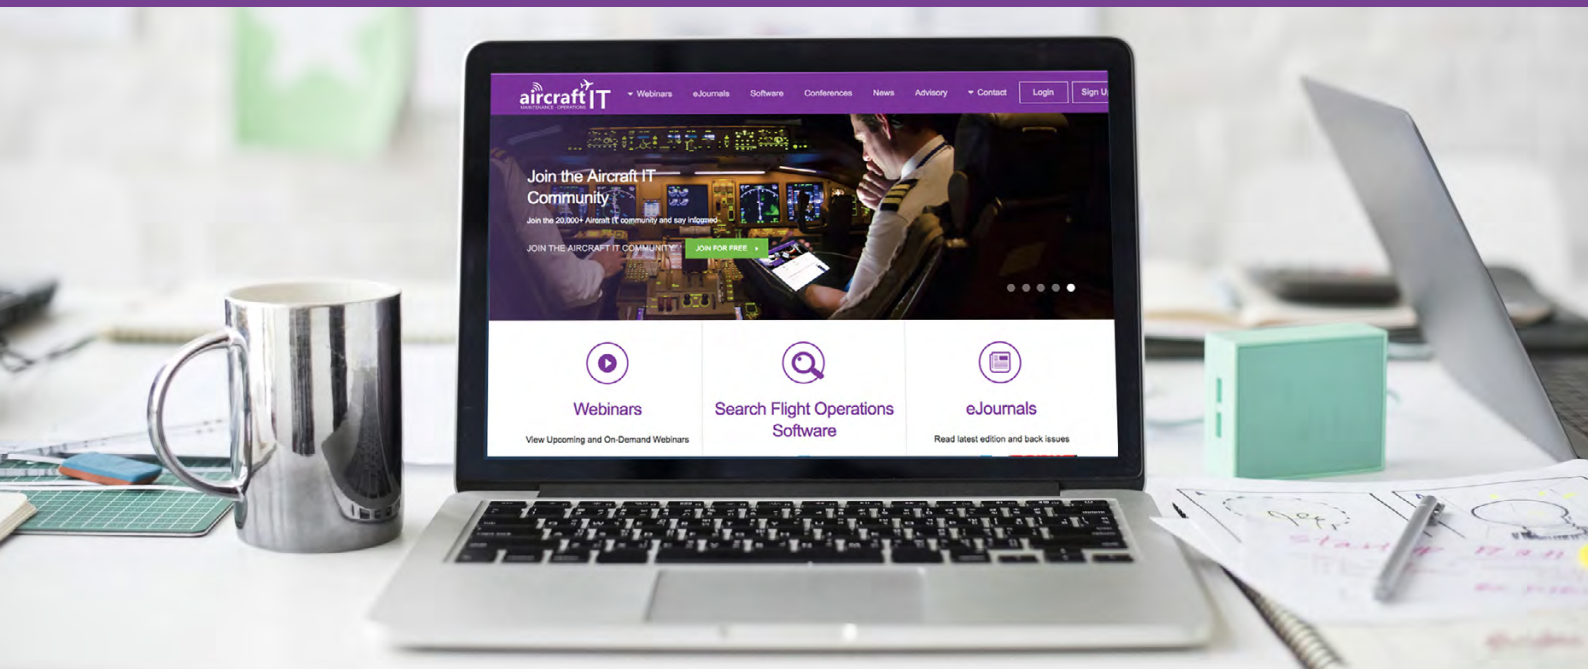 aircraft IT
MAINTENANCE · OPERATIONS
Webinars eJournals Software Conferences News Advisory Contact Login Sign U
Join the Aircraft IT
Community
Join the 20,000+ Aircraft IT community and say informed
JOIN THE AIRCRAFT IT COMMUNITY JOIN FOR FREE
Webinars
View Upcoming and On-Demand Webinars
Search Flight Operations
Software
eJournals
Read latest edition and back issues
startup